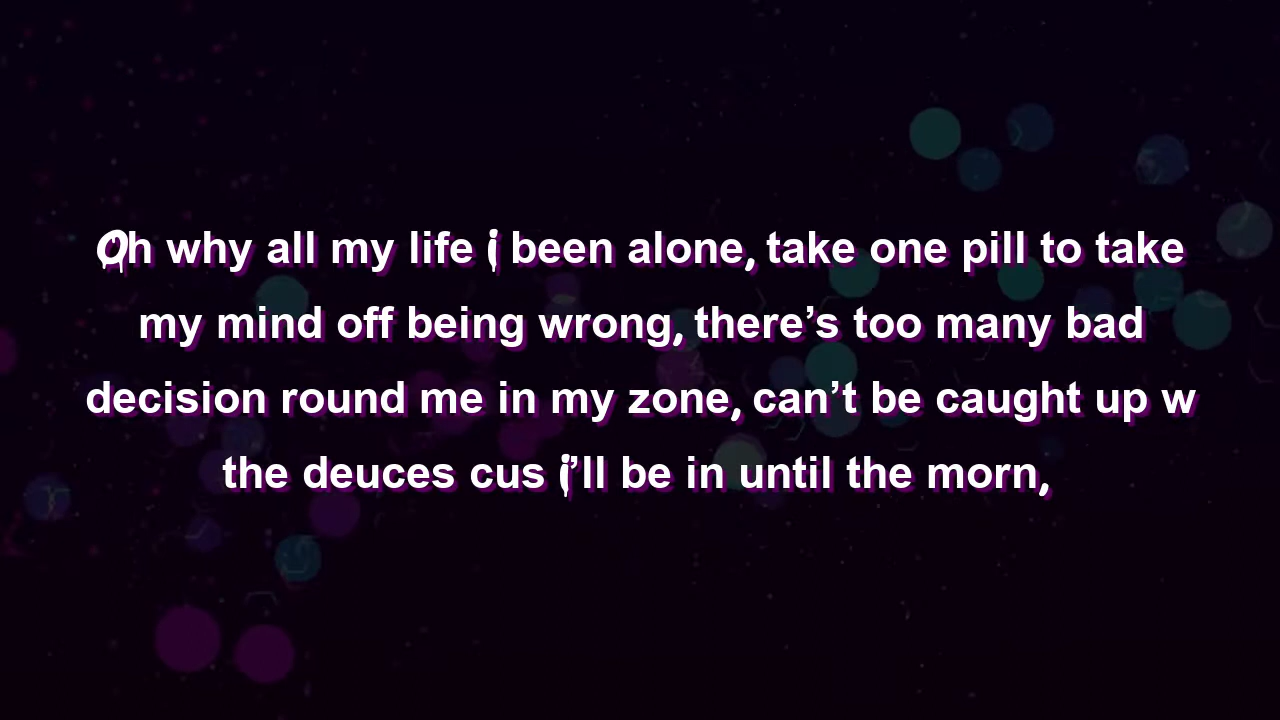 Oh why all my life i been alone, take one pill to take
my mind off being wrong, there’s too many bad
decision round me in my zone, can’t be caught up w
the deuces cus i’ll be in until the morn,